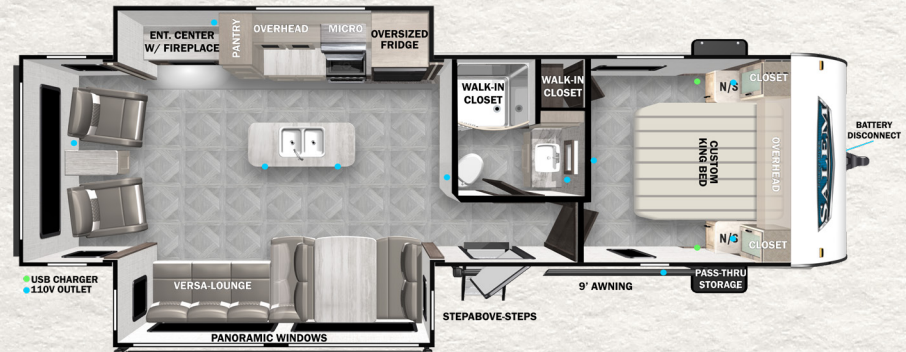 ENT. CENTER
W/ FIREPLACE
PANTRY
OVERHEAD
MICRO
OVERSIZED
FRIDGE
WALK-IN
CLOSET
WALK-IN
CLOSET
N/S
CLOSET
CUSTOM
KING BED
OVERHEAD
SALEM
BATTERY
DISCONNECT
N/S
CLOSET
USB CHARGER
110V OUTLET
VERSA-LOUNGE
PANORAMIC WINDOWS
STEPABOVE-STEPS
9' AWNING
PASS-THRU
STORAGE